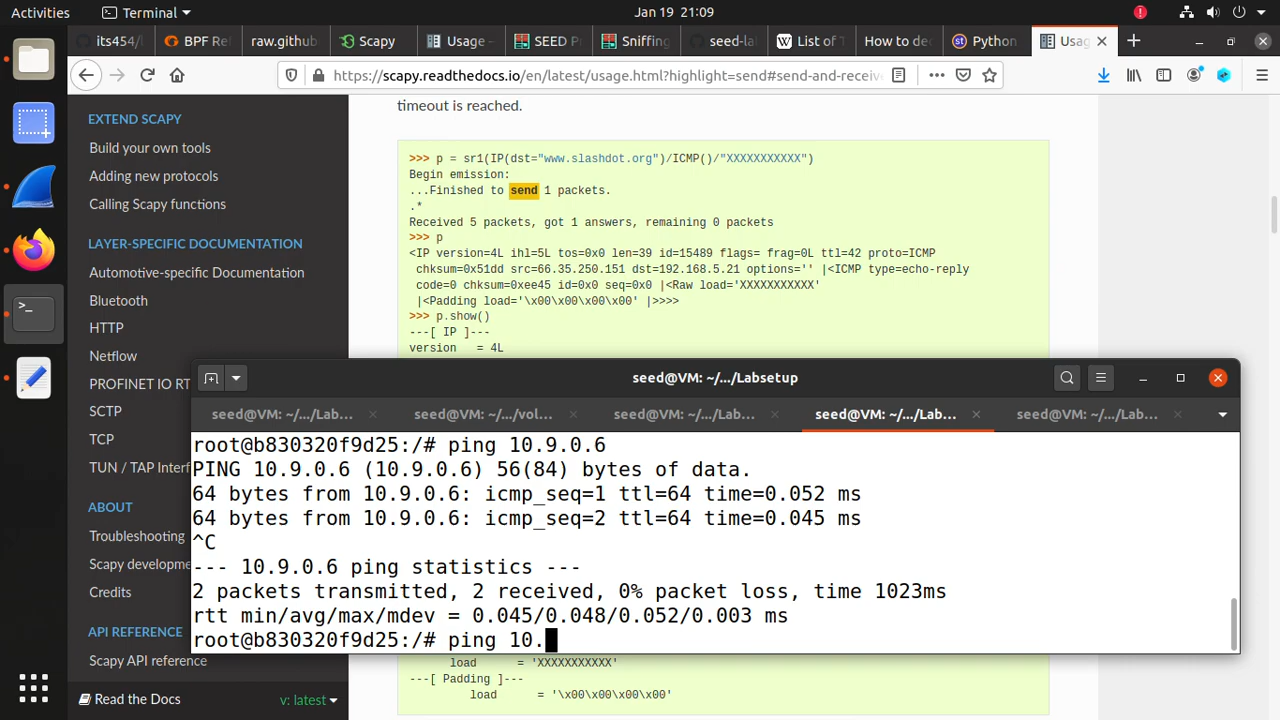 Activities
Terminal
Jan 19 21:09
its454/l
BPF Re
raw.github
Scapy
Usage
SEED P
Sniffing
seed-la
List of T
How to de
Python
Usag
https://scapy.readthedocs.io/en/latest/usage.html?highlight=send#send-and-receiv
EXTEND SCAPY
Build your own tools
Adding new protocols
Calling Scapy functions
LAYER-SPECIFIC DOCUMENTATION
Automotive-specific Documentation
Bluetooth
HTTP
Netflow
PROFINET IO RT
SCTP
TCP
TUN / TAP Interf
ABOUT
Troubleshooting
Scapy developme
Credits
API REFERENCE
Scapy API reference
Read the Docs
v: latest
timeout is reached.
>>> p = sr1(IP(dst="www.slashdot.org")/ICMP()/"XXXXXXXXXXX")
Begin emission:
...Finished to send 1 packets.
.*
Received 5 packets, got 1 answers, remaining 0 packets
>>> p
<IP version=4L ihl=5L tos=0x0 len=39 id=15489 flags= frag=0L ttl=42 proto=ICMP
chksum=0x51dd src=66.35.250.151 dst=192.168.5.21 options='' |<ICMP type=echo-reply
code=0 chksum=0xee45 id=0x0 seq=0x0 |<Raw load='XXXXXXXXXXX'
|<Padding load='\x00\x00\x00\x00' |>>>>
>>> p.show()
---[ IP ]---
version   = 4L
seed@VM: ~/.../Labsetup
seed@VM: ~/.../Lab...
seed@VM: ~/.../vol...
seed@VM: ~/.../Lab...
seed@VM: ~/.../Lab...
seed@VM: ~/.../Lab...
root@b830320f9d25:/# ping 10.9.0.6
PING 10.9.0.6 (10.9.0.6) 56(84) bytes of data.
64 bytes from 10.9.0.6: icmp_seq=1 ttl=64 time=0.052 ms
64 bytes from 10.9.0.6: icmp_seq=2 ttl=64 time=0.045 ms
^C
--- 10.9.0.6 ping statistics ---
2 packets transmitted, 2 received, 0% packet loss, time 1023ms
rtt min/avg/max/mdev = 0.045/0.048/0.052/0.003 ms
root@b830320f9d25:/# ping 10.
load      = 'XXXXXXXXXXX'
---[ Padding ]---
load      = '\x00\x00\x00\x00'